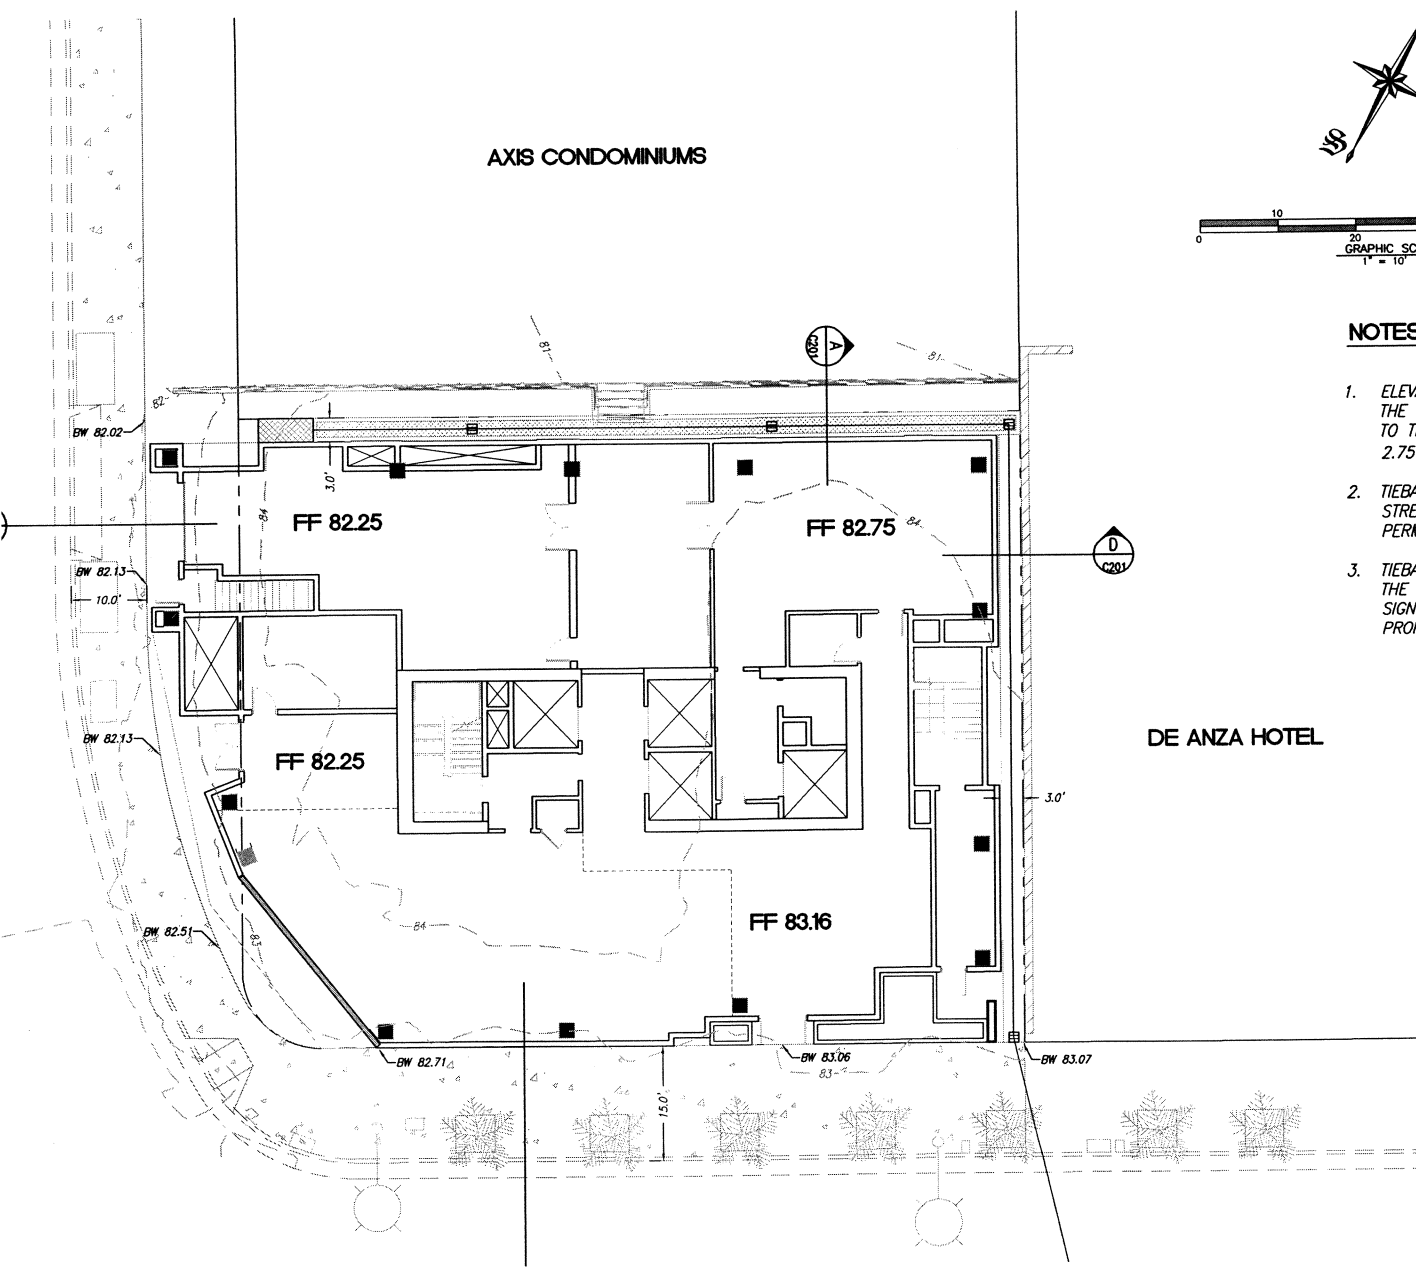 AXIS CONDOMINIUMS
S
10
0
20
GRAPHIC SC
1" = 10'
81
A
C201
81
NOTES
1. ELEVA
THE
TO T
2.75
82
BW 82.02
3.0'
84
FF 82.25
FF 82.75
84
2. TIEBA
STRE
PERM
D
C201
BW 82.13
10.0'
3. TIEBA
THE
SIGN
PROP
BW 82.13
FF 82.25
DE ANZA HOTEL
3.0'
BW 82.51
83
84
FF 83.16
BW 82.71
BW 83.06
83
BW 83.07
15.0'